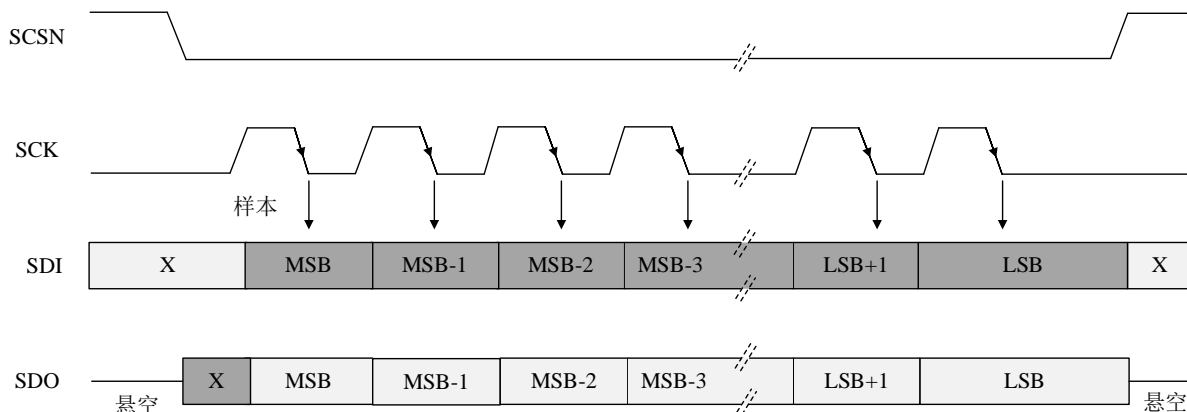 SCSN
SCK
样本
SDI X MSB MSB-1 MSB-2 MSB-3 LSB+1 LSB X
SDO X MSB MSB-1 MSB-2 MSB-3 LSB+1 LSB
悬空 悬空